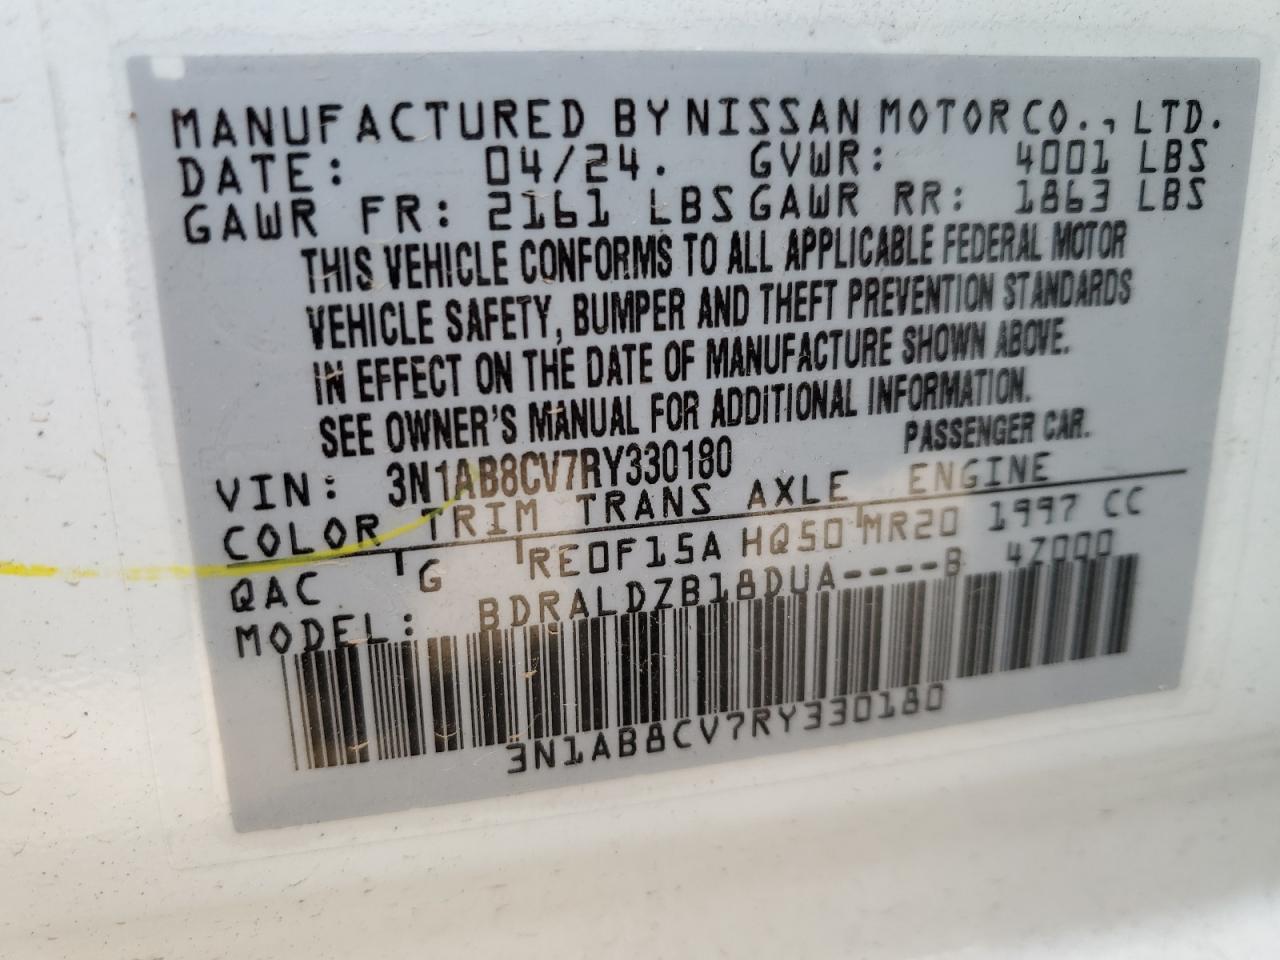 MANUFACTURED BY NISSAN MOTOR CO., LTD.
DATE: 04/24. GVWR: 4001 LBS
GAWR FR: 2161 LBS GAWR RR: 1863 LBS
THIS VEHICLE CONFORMS TO ALL APPLICABLE FEDERAL MOTOR
VEHICLE SAFETY, BUMPER AND THEFT PREVENTION STANDARDS
IN EFFECT ON THE DATE OF MANUFACTURE SHOWN ABOVE.
SEE OWNER'S MANUAL FOR ADDITIONAL INFORMATION.
VIN: 3N1AB8CV7RY330180 PASSENGER CAR.
COLOR TRIM TRANS AXLE ENGINE
QAC G RE0F15A HQ50 MR20 1997 CC
MODEL: BDRALDZB18DUA----B 4Z000
3N1AB8CV7RY330180